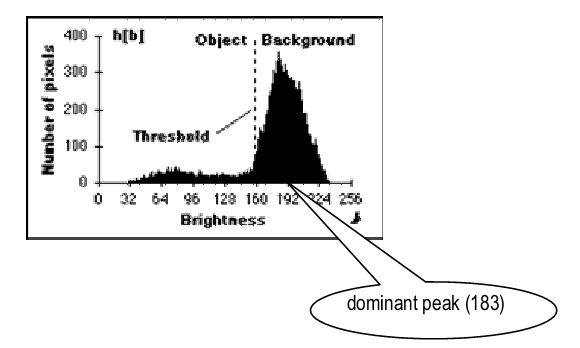 400
h[b]
Object
Background
300
Number of pixels
200
Threshold
100
0
0 32 64 96 128 160 192 224 256
Brightness
dominant peak (183)